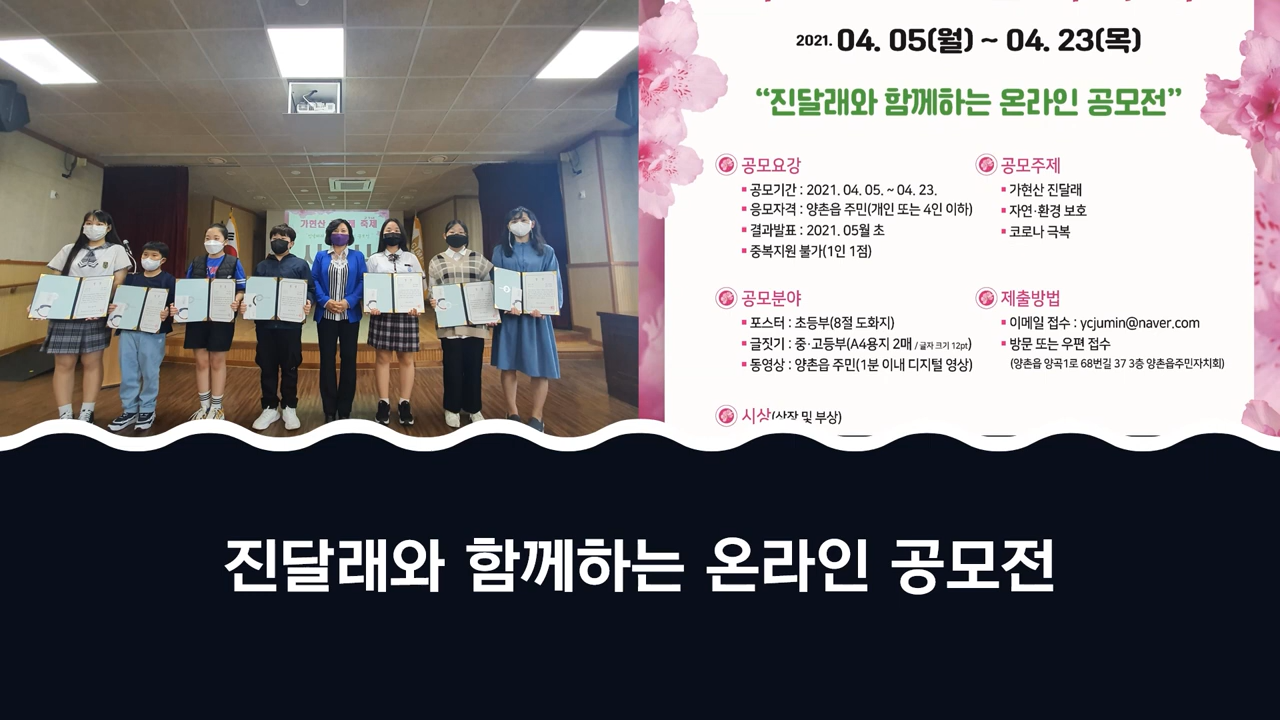 2021. 04. 05(월) ~ 04. 23(목)
“진달래와 함께하는 온라인 공모전”
공모요강
공모기간 : 2021. 04. 05. ~ 04. 23.
응모자격 : 양촌읍 주민(개인 또는 4인 이하)
결과발표 : 2021. 05월 초
중복지원 불가(1인 1점)
공모주제
가현산 진달래
자연·환경 보호
코로나 극복
공모분야
포스터 : 초등부(8절 도화지)
글짓기 : 중·고등부(A4용지 2매 / 글자 크기 12pt)
동영상 : 양촌읍 주민(1분 이내 디지털 영상)
제출방법
이메일 접수 : ycjumin@naver.com
방문 또는 우편 접수
(양촌읍 양곡1로 68번길 37 3층 양촌읍주민자치회)
시상(상장 및 부상)
가현산 축제
진달래와 함께하는 온라인 공모전